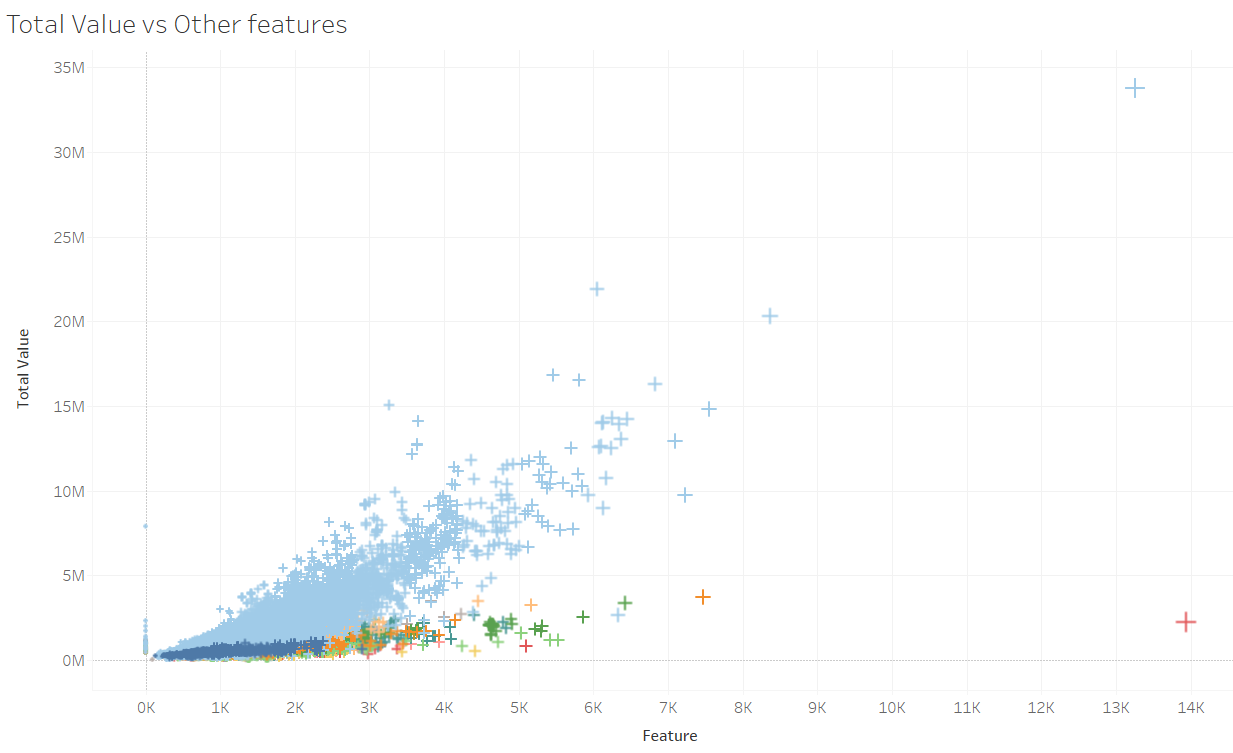 Total Value vs Other features
35M
30M
25M
20M
15M
10M
5M
0M
Total Value
0K 1K 2K 3K 4K 5K 6K 7K 8K 9K 10K 11K 12K 13K 14K
Feature